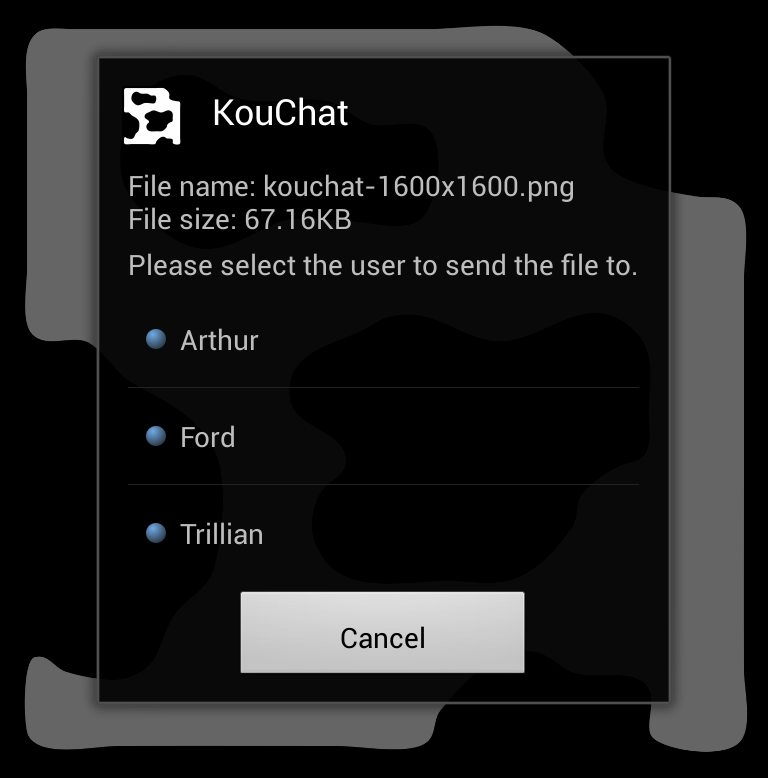 KouChat
File name: kouchat-1600x1600.png
File size: 67.16KB
Please select the user to send the file to.
Arthur
Ford
Trillian
Cancel